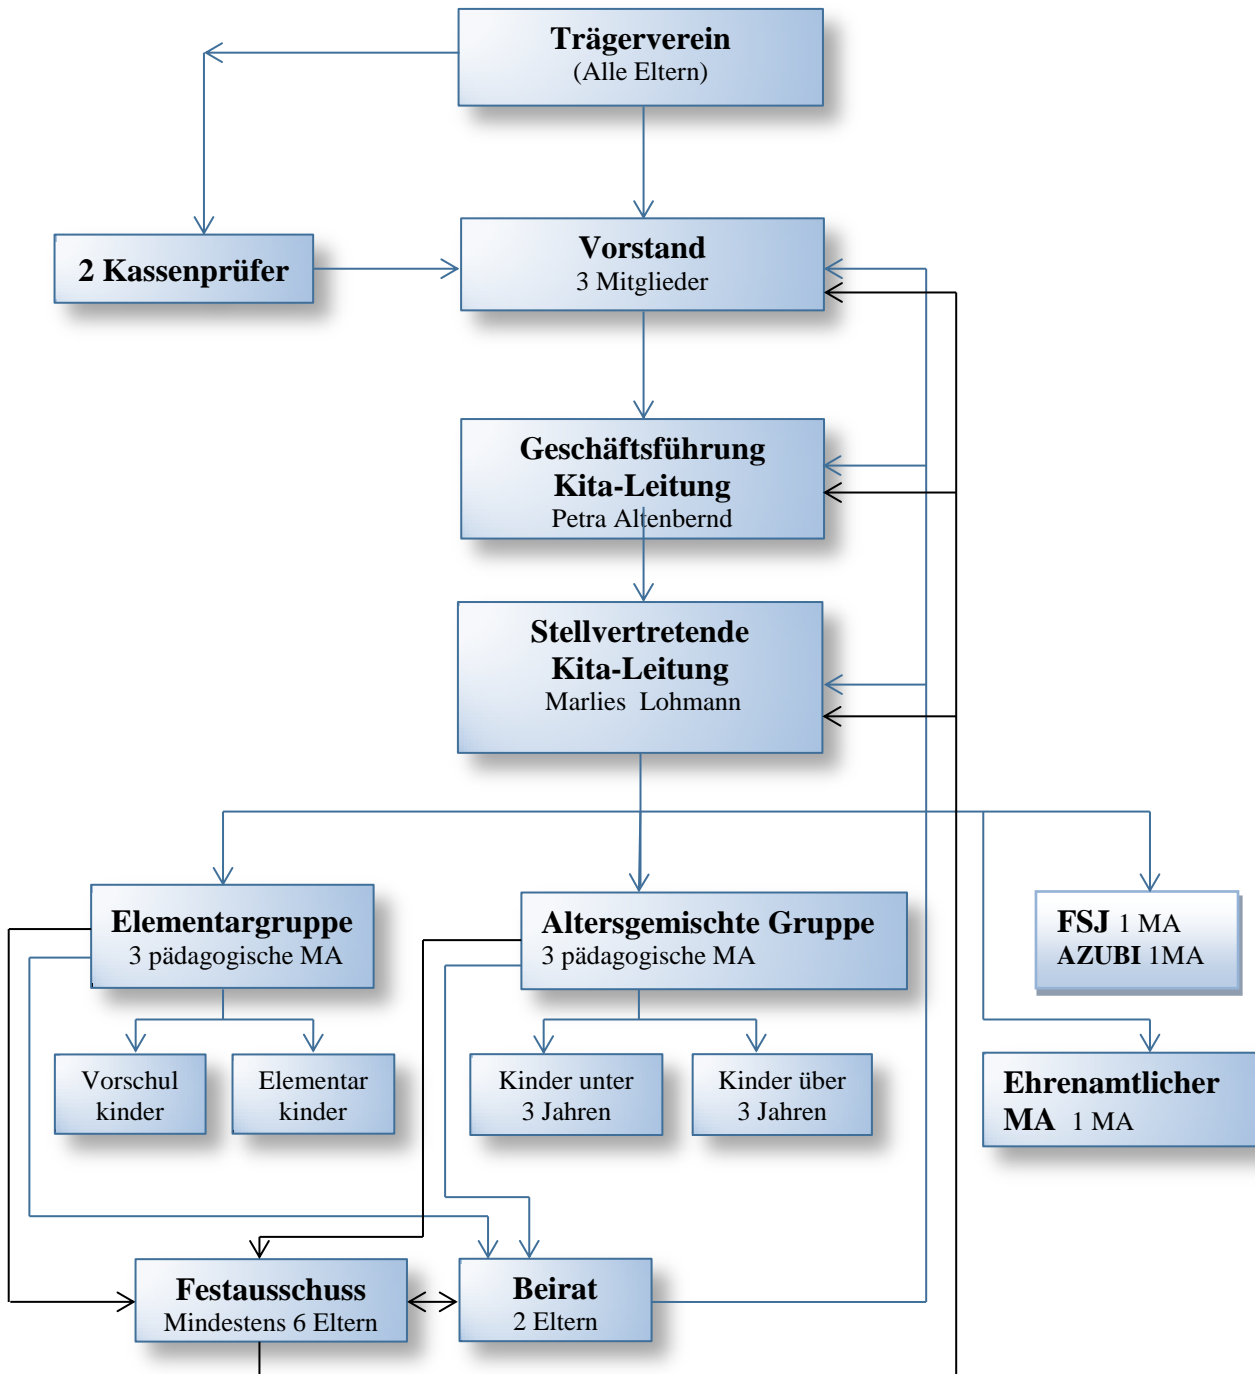 Trägerverein
(Alle Eltern)
2 Kassenprüfer
Vorstand
3 Mitglieder
Geschäftsführung
Kita-Leitung
Petra Altenbernd
Stellvertretende
Kita-Leitung
Marlies Lohmann
Elementargruppe
3 pädagogische MA
Altersgemischte Gruppe
3 pädagogische MA
FSJ 1 MA
AZUBI 1MA
Vorschul
kinder
Elementar
kinder
Kinder unter
3 Jahren
Kinder über
3 Jahren
Ehrenamtlicher
MA 1 MA
Festausschuss
Mindestens 6 Eltern
Beirat
2 Eltern